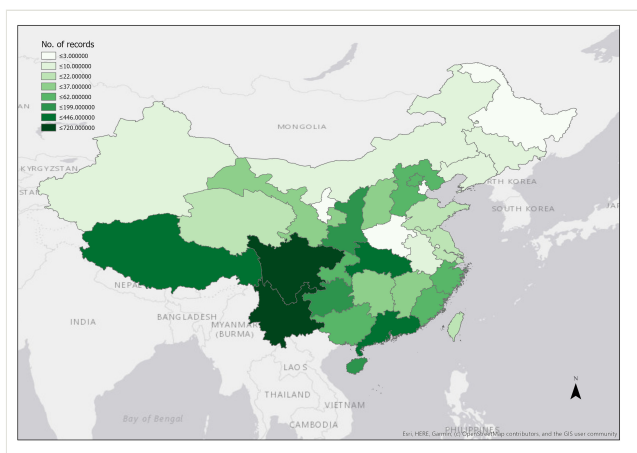 No. of records
≤3.000000
≤10.000000
≤22.000000
≤37.000000
≤62.000000
≤199.000000
≤446.000000
≤720.000000
MONGOLIA
KYRGYZSTAN
RTH KOREA
SOUTH KOREA
NEPAL
BANGLADESH
INDIA
MYANMAR
(BURMA)
LAOS
THAILAND
VIETNAM
CAMBODIA
Bay of Bengal
PHILIPPINES
N
Esri, HERE, Garmin, (c) OpenStreetMap contributors, and the GIS user community